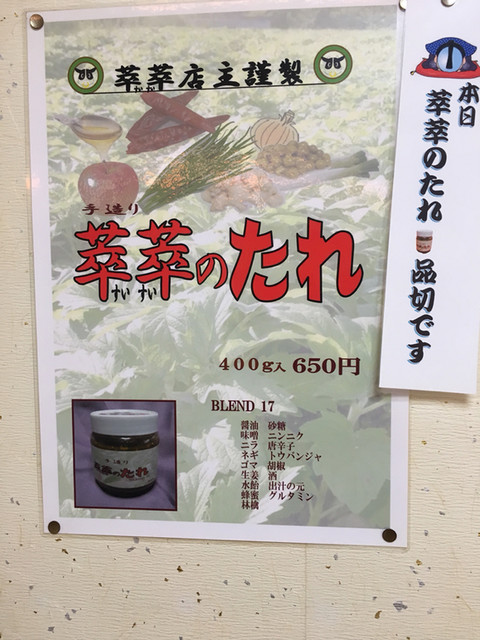 萃萃店主謹製
手造り
萃萃のたれ
すい すい
400g入 650円
BLEND 17
醤油 砂糖
味噌 ニンニク
ニラ 唐辛子
ネギ トウバンジャ
ゴマ 胡椒
生姜 酒
水飴 出汁の元
蜂蜜 グルタミン
林檎
萃萃のたれ
本日
萃萃のたれ 品切です